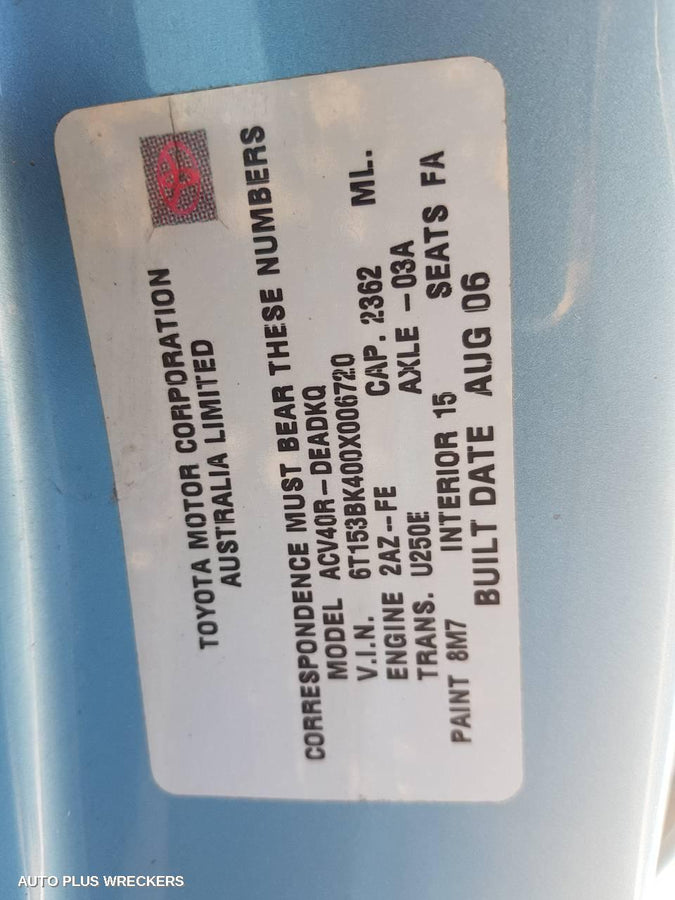 TOYOTA MOTOR CORPORATION
AUSTRALIA LIMITED
CORRESPONDENCE MUST BEAR THESE NUMBERS
MODEL ACV40R-DEADKQ
V.I.N. 6T153BK400X006720
ENGINE 2AZ-FE CAP. 2362 ML.
TRANS. U250E AXLE -03A
PAINT 8M7 INTERIOR 15 SEATS FA
BUILT DATE AUG 06
AUTO PLUS WRECKERS